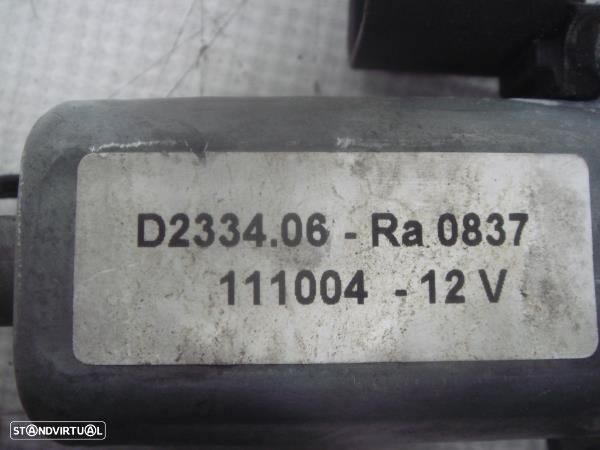 D2334.06 - Ra 0837
111004 - 12 V
STANDVIRTUAL